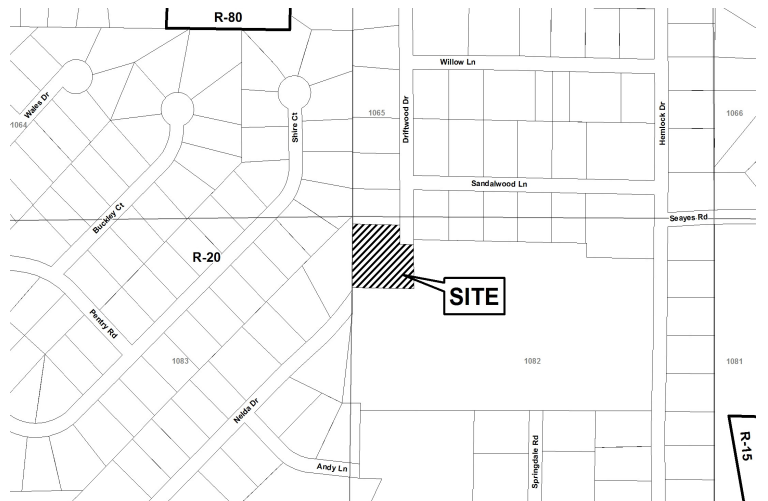 R-80
Willow Ln
Wales Dr
1064
Shire Ct
1065
Driftwood Dr
Hemlock Dr
1066
Sandalwood Ln
Buckley Ct
Seayes Rd
R-20
SITE
Pentry Rd
1083
1082
1081
Nelda Dr
R-15
Springdale Rd
Andy Ln